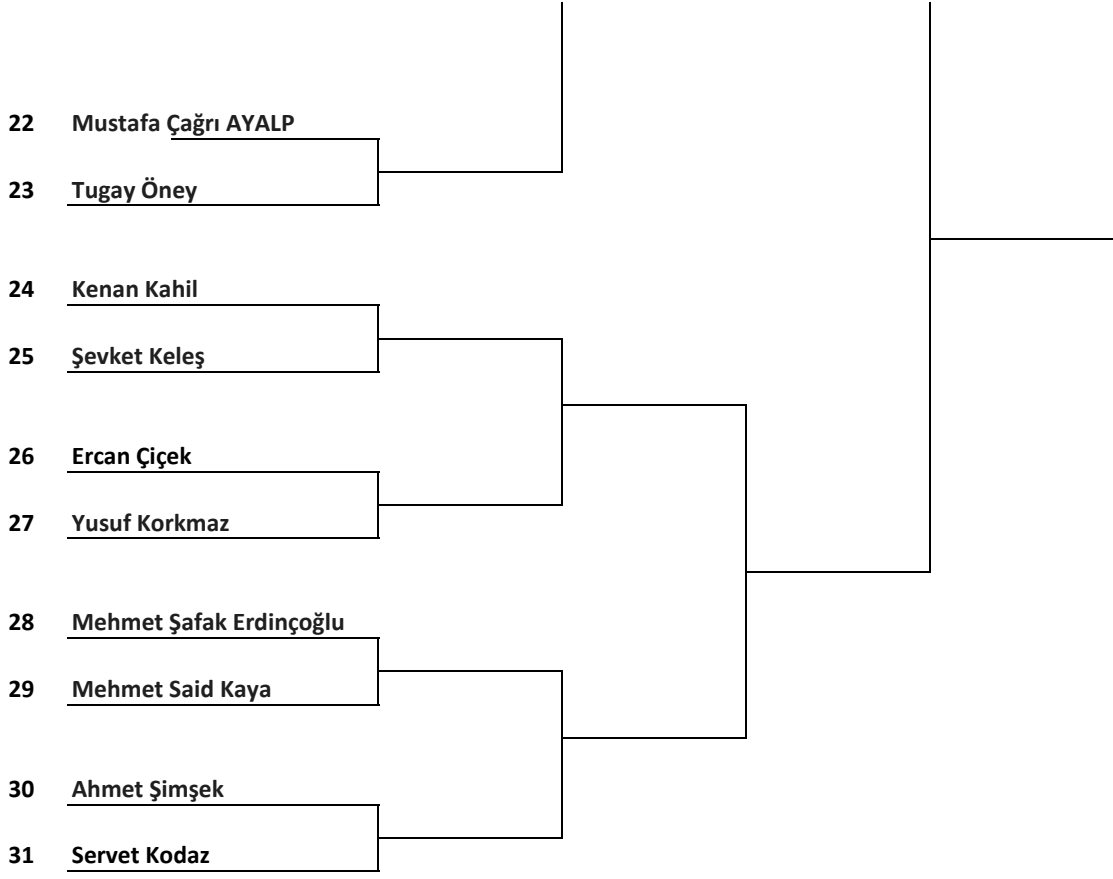 22 Mustafa Çağrı AYALP
23 Tugay Öney
24 Kenan Kahil
25 Şevket Keleş
26 Ercan Çiçek
27 Yusuf Korkmaz
28 Mehmet Şafak Erdinçoğlu
29 Mehmet Said Kaya
30 Ahmet Şimşek
31 Servet Kodaz